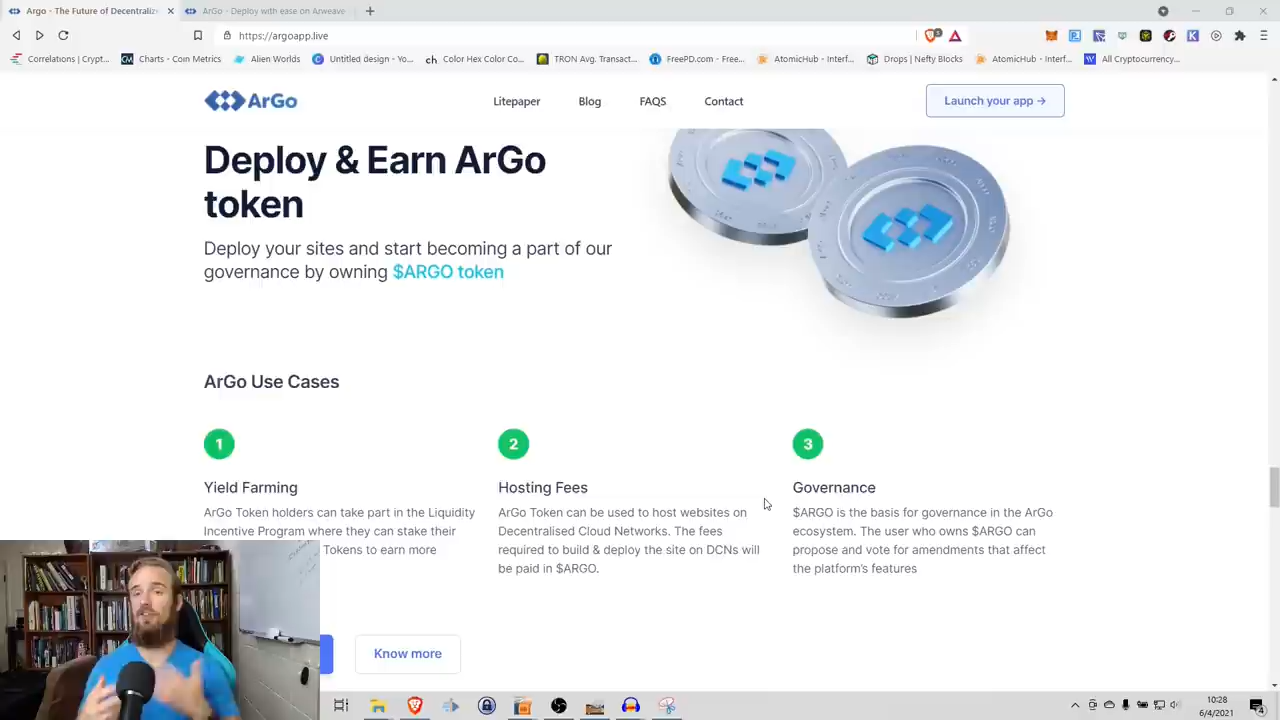 Argo - The Future of Decentraliz
ArGo - Deploy with ease on Arweave
https://argoapp.live
Correlations | Crypt...
Charts - Coin Metrics
Alien Worlds
Untitled design - Yo...
Color Hex Color Co...
TRON Avg. Transact...
FreePD.com - Free...
AtomicHub - Interf...
Drops | Nefty Blocks
AtomicHub - Interf...
All Cryptocurrency...
ArGo
Litepaper
Blog
FAQS
Contact
Launch your app →
Deploy & Earn ArGo
token
Deploy your sites and start becoming a part of our
governance by owning $ARGO token
ArGo Use Cases
1
Yield Farming
ArGo Token holders can take part in the Liquidity
Incentive Program where they can stake their
Tokens to earn more
2
Hosting Fees
ArGo Token can be used to host websites on
Decentralised Cloud Networks. The fees
required to build & deploy the site on DCNs will
be paid in $ARGO.
3
Governance
$ARGO is the basis for governance in the ArGo
ecosystem. The user who owns $ARGO can
propose and vote for amendments that affect
the platform's features
Know more
10:28
6/4/2021